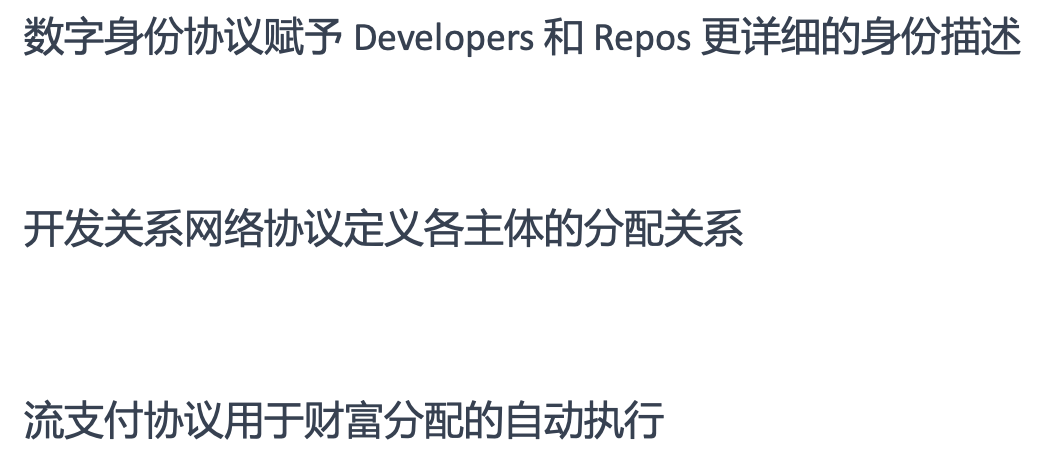 数字身份协议赋予 Developers 和 Repos 更详细的身份描述
开发关系网络协议定义各主体的分配关系
流支付协议用于财富分配的自动执行